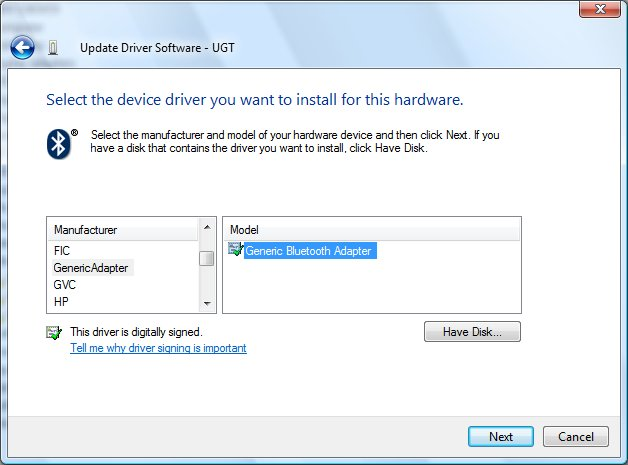 Update Driver Software - UGT
Select the device driver you want to install for this hardware.
®
Select the manufacturer and model of your hardware device and then click Next. If you
have a disk that contains the driver you want to install, click Have Disk.
Manufacturer
FIC
GenericAdapter
GVC
HP
Model
Generic Bluetooth Adapter
This driver is digitally signed.
Tell me why driver signing is important
Have Disk...
Next
Cancel